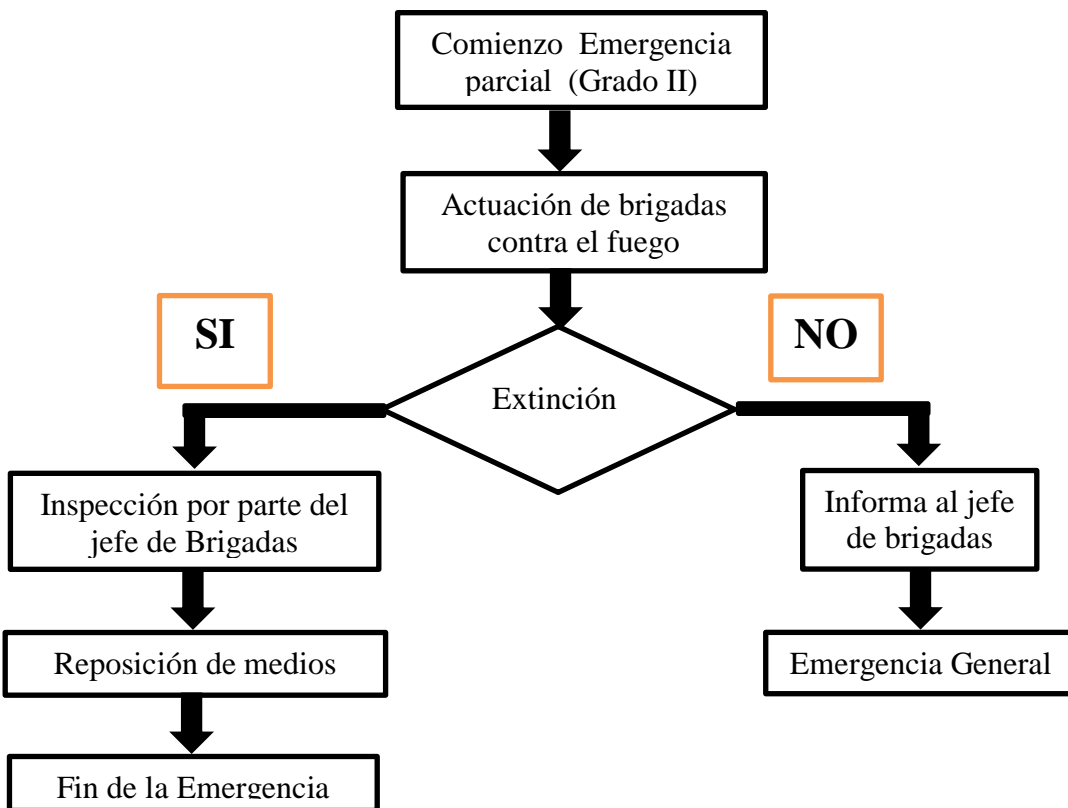 Comienzo Emergencia
parcial (Grado II)
Actuación de brigadas
contra el fuego
SI
NO
Extinción
Inspección por parte del
jefe de Brigadas
Informa al jefe
de brigadas
Reposición de medios
Emergencia General
Fin de la Emergencia